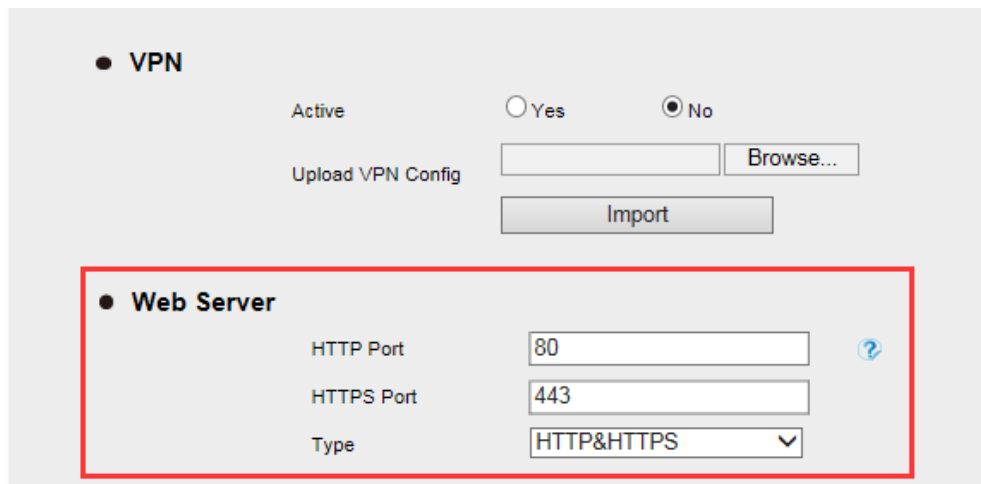 VPN
Active Yes No
Upload VPN Config Browse...
Import
Web Server
HTTP Port 80 ?
HTTPS Port 443
Type HTTP&HTTPS